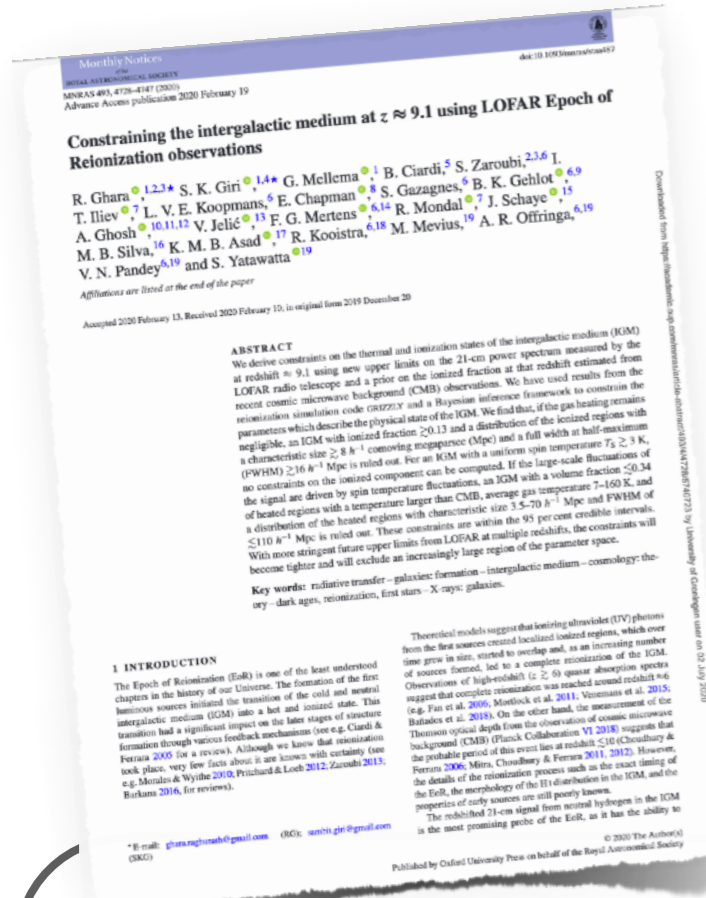 Monthly Notices
of the
ROYAL ASTRONOMICAL SOCIETY
MNRAS 493, 4728–4747 (2020)
doi:10.1093/mnras/staa487
Advance Access publication 2020 February 19
Constraining the intergalactic medium at z ≈ 9.1 using LOFAR Epoch of
Reionization observations
R. Ghara,1,2,3★ S. K. Giri,1,4★ G. Mellema,1 B. Ciardi,5 S. Zaroubi,2,3,6 I.
T. Iliev,7 L. V. E. Koopmans,6 E. Chapman,8 S. Gazagnes,6 B. K. Gehlot,6,9
A. Ghosh,10,11,12 V. Jelić,13 F. G. Mertens,6,14 R. Mondal,7 J. Schaye,15
M. B. Silva,16 K. M. B. Asad,17 R. Kooistra,6,18 M. Mevius,19 A. R. Offringa,6,19
V. N. Pandey6,19 and S. Yatawatta19
Affiliations are listed at the end of the paper
Accepted 2020 February 13. Received 2020 February 10; in original form 2019 December 20
ABSTRACT
We derive constraints on the thermal and ionization states of the intergalactic medium (IGM)
at redshift ≈ 9.1 using new upper limits on the 21-cm power spectrum measured by the
LOFAR radio telescope and a prior on the ionized fraction at that redshift estimated from
recent cosmic microwave background (CMB) observations. We have used results from the
reionization simulation code GRIZZLY and a Bayesian inference framework to constrain the
parameters which describe the physical state of the IGM. We find that, if the gas heating remains
negligible, an IGM with ionized fraction ≳0.13 and a distribution of the ionized regions with
a characteristic size ≳ 8 h−1 comoving megaparsec (Mpc) and a full width at half-maximum
(FWHM) ≳16 h−1 Mpc is ruled out. For an IGM with a uniform spin temperature TS ≳ 3 K,
no constraints on the ionized component can be computed. If the large-scale fluctuations of
the signal are driven by spin temperature fluctuations, an IGM with a volume fraction ≲0.34
of heated regions with a temperature larger than CMB, average gas temperature 7–160 K, and
a distribution of the heated regions with characteristic size 3.5–70 h−1 Mpc and FWHM of
≲110 h−1 Mpc is ruled out. These constraints are within the 95 per cent credible intervals.
With more stringent future upper limits from LOFAR at multiple redshifts, the constraints will
become tighter and will exclude an increasingly large region of the parameter space.
Key words: radiative transfer – galaxies: formation – intergalactic medium – cosmology: the-
ory – dark ages, reionization, first stars – X-rays: galaxies.
1 INTRODUCTION
The Epoch of Reionization (EoR) is one of the least understood
chapters in the history of our Universe. The formation of the first
luminous sources initiated the transition of the cold and neutral
intergalactic medium (IGM) into a hot and ionized state. This
transition had a significant impact on the later stages of structure
formation through various feedback mechanisms (see e.g. Ciardi &
Ferrara 2005 for a review). Although we know that reionization
took place, very few facts about it are known with certainty (see
e.g. Morales & Wyithe 2010; Pritchard & Loeb 2012; Zaroubi 2013;
Barkana 2016, for reviews).
*E-mail: ghara.raghunath@gmail.com (RG); sambit.giri@gmail.com
(SKG)
Theoretical models suggest that ionizing ultraviolet (UV) photons
from the first sources created localized ionized regions, which over
time grew in size, started to overlap and, as an increasing number
of sources formed, led to a complete reionization of the IGM.
Observations of high-redshift (z ≳ 6) quasar absorption spectra
suggest that complete reionization was reached around redshift ≈6
(e.g. Fan et al. 2006; Mortlock et al. 2011; Venemans et al. 2015;
Bañados et al. 2018). On the other hand, the measurement of the
Thomson optical depth from the observation of cosmic microwave
background (CMB) (Planck Collaboration VI 2018) suggests that
the probable period of this event lies at redshift ≲10 (Choudhury &
Ferrara 2006; Mitra, Choudhury & Ferrara 2011, 2012). However,
the details of the reionization process such as the exact timing of
the EoR, the morphology of the H I distribution in the IGM, and the
properties of early sources are still poorly known.
The redshifted 21-cm signal from neutral hydrogen in the IGM
is the most promising probe of the EoR, as it has the ability to
© 2020 The Author(s)
Published by Oxford University Press on behalf of the Royal Astronomical Society
Downloaded from https://academic.oup.com/mnras/article-abstract/493/4/4728/5740723 by University of Groningen user on 02 July 2020